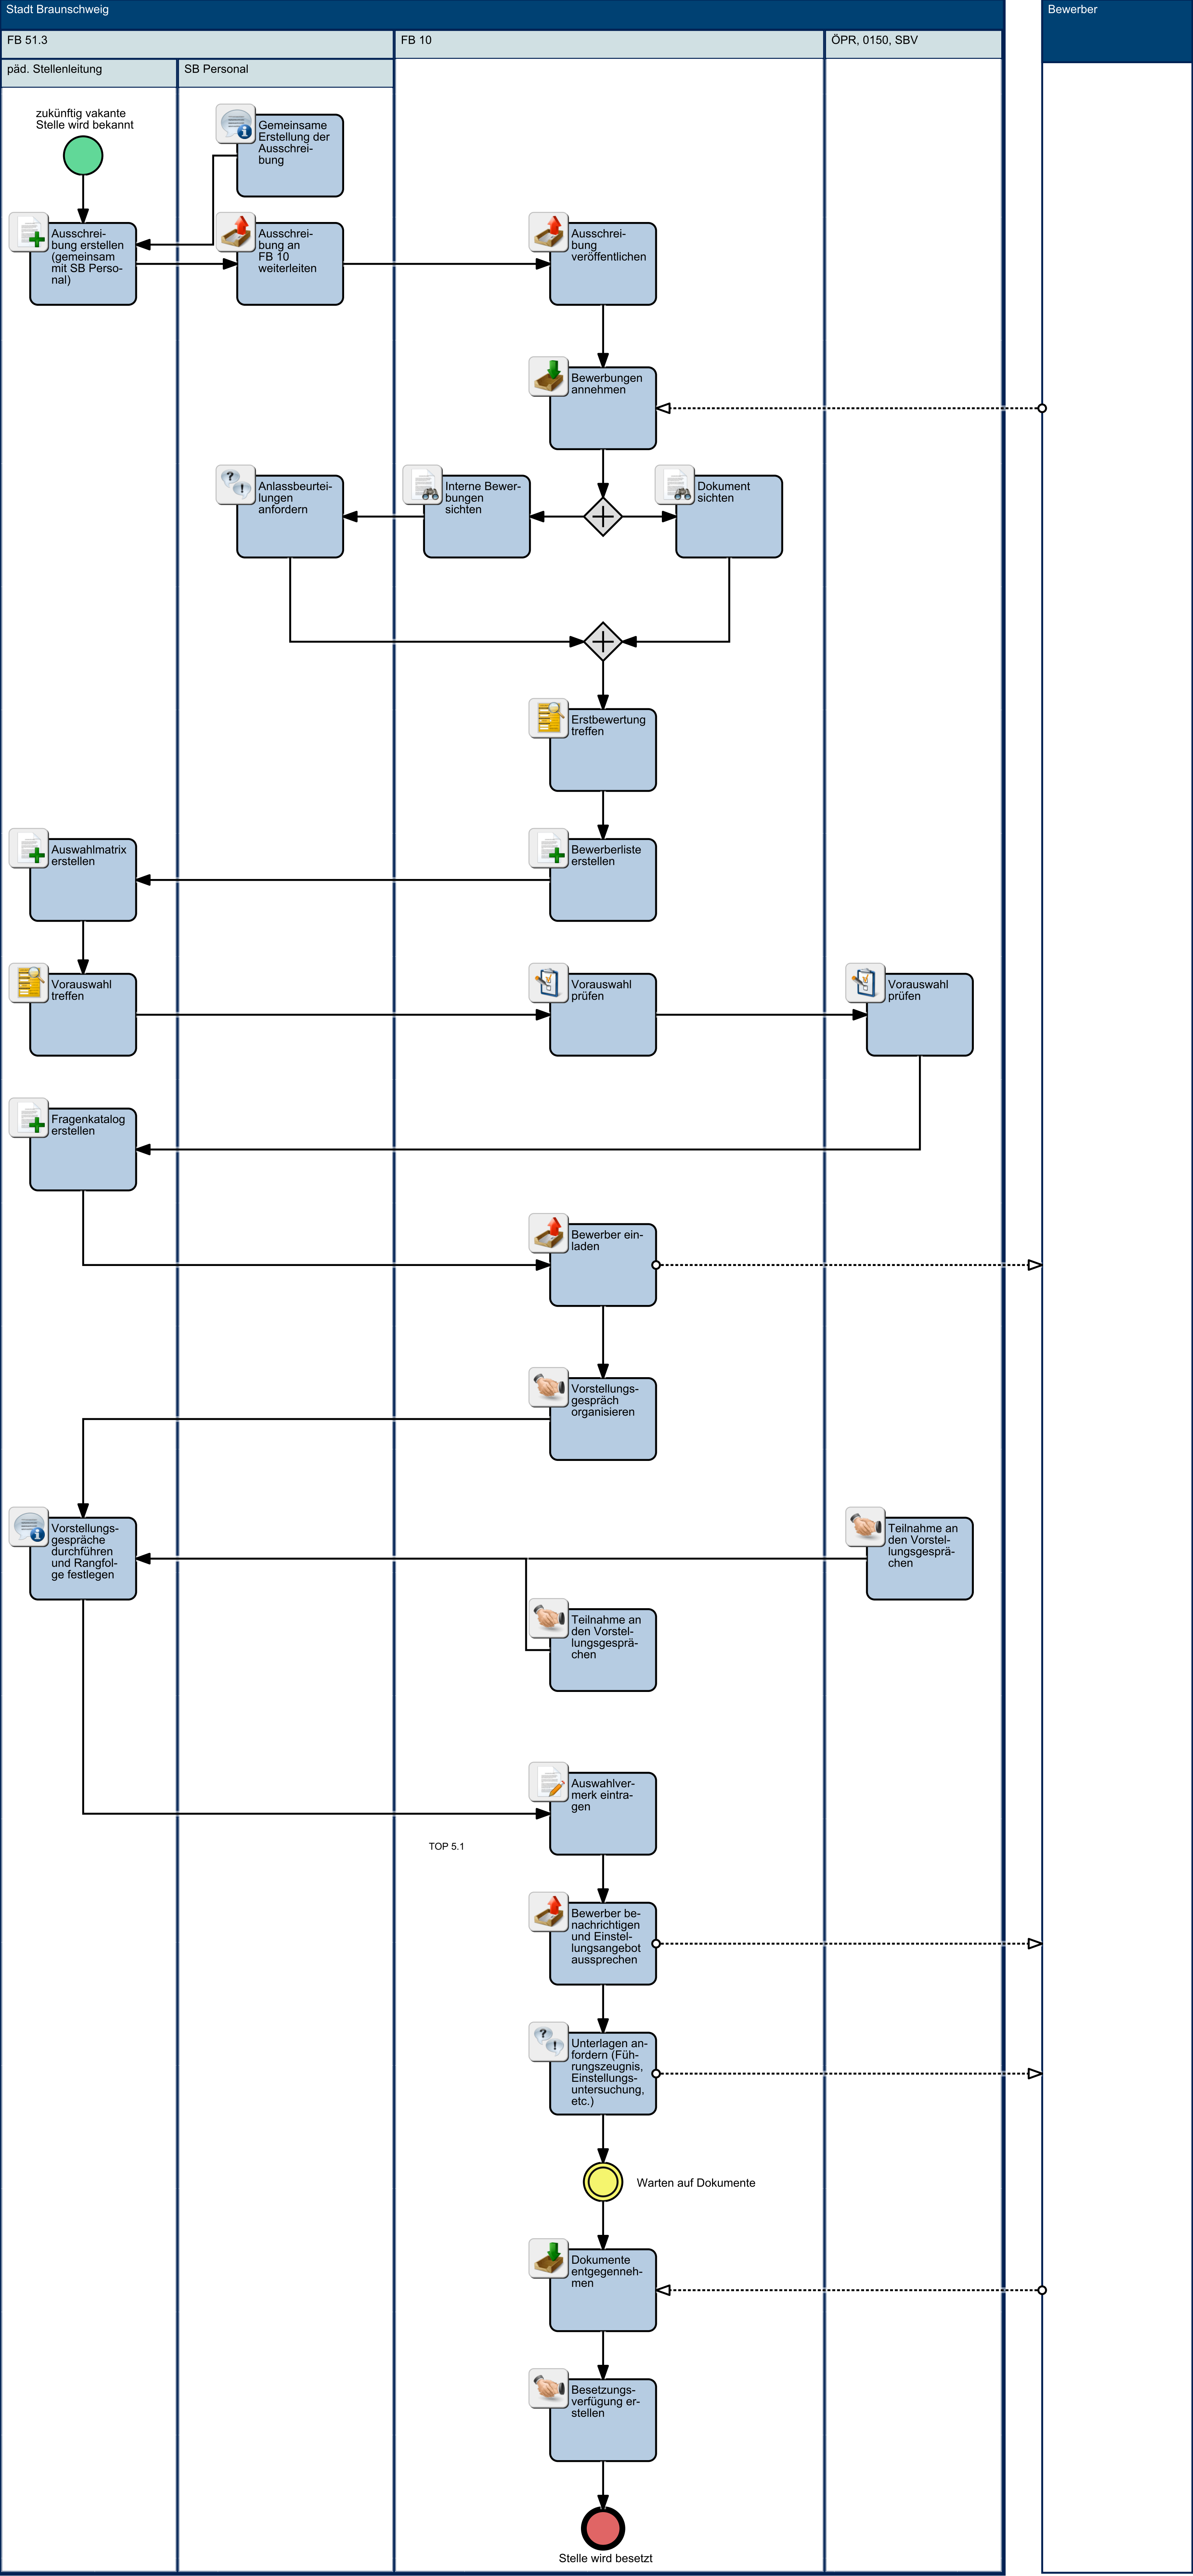 Stadt Braunschweig
Bewerber
FB 51.3
FB 10
ÖPR, 0150, SBV
päd. Stellenleitung
SB Personal
zukünftig vakante
Stelle wird bekannt
Gemeinsame
Erstellung der
Ausschrei-
bung
Ausschrei-
bung erstellen
(gemeinsam
mit SB Perso-
nal)
Ausschrei-
bung an
FB 10
weiterleiten
Ausschrei-
bung
veröffentlichen
Bewerbungen
annehmen
Anlassbeurtei-
lungen
anfordern
Interne Bewer-
bungen
sichten
Dokument
sichten
Erstbewertung
treffen
Auswahlmatrix
erstellen
Bewerberliste
erstellen
Vorauswahl
treffen
Vorauswahl
prüfen
Vorauswahl
prüfen
Fragenkatalog
erstellen
Bewerber ein-
laden
Vorstellungs-
gespräch
organisieren
Vorstellungs-
gespräche
durchführen
und Rangfol-
ge festlegen
Teilnahme an
den Vorstel-
lungsgesprä-
chen
Teilnahme an
den Vorstel-
lungsgesprä-
chen
Auswahlver-
merk eintra-
gen
TOP 5.1
Bewerber be-
nachrichtigen
und Einstel-
lungsangebot
aussprechen
Unterlagen an-
fordern (Füh-
rungszeugnis,
Einstellungs-
untersuchung,
etc.)
Warten auf Dokumente
Dokumente
entgegenneh-
men
Besetzungs-
verfügung er-
stellen
Stelle wird besetzt